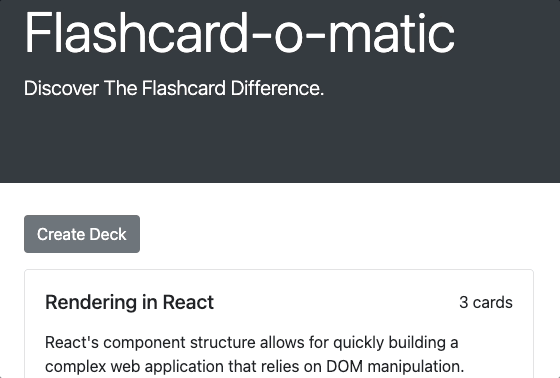 Flashcard-o-matic
Discover The Flashcard Difference.
Create Deck
Rendering in React
3 cards
React's component structure allows for quickly building a
complex web application that relies on DOM manipulation.